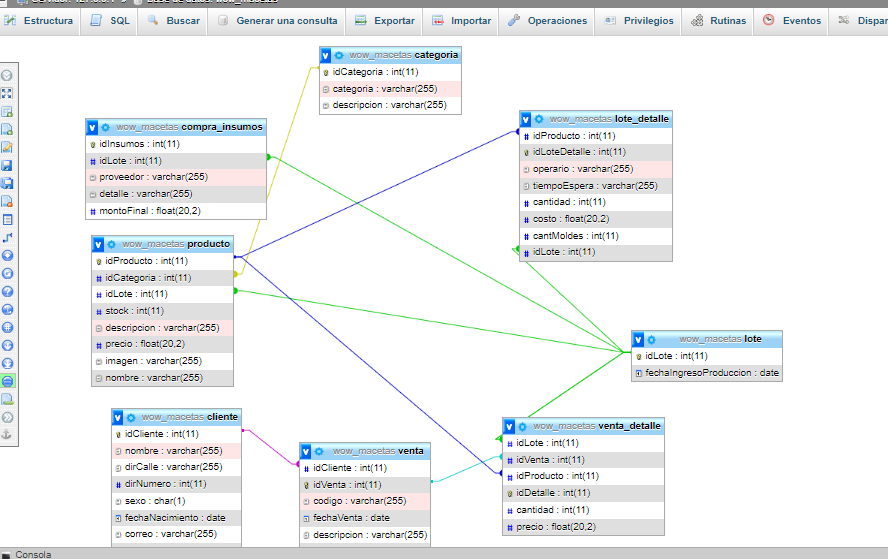 Estructura SQL Buscar Generar una consulta Exportar Importar Operaciones Privilegios Rutinas Eventos Dispar
wow_macetas categoria
idCategoria : int(11)
categoria : varchar(255)
descripcion : varchar(255)
wow_macetas compra_insumos
idInsumos : int(11)
idLote : int(11)
proveedor : varchar(255)
detalle : varchar(255)
montoFinal : float(20,2)
wow_macetas lote_detalle
idProducto : int(11)
idLoteDetalle : int(11)
operario : varchar(255)
tiempoEspera : varchar(255)
cantidad : int(11)
costo : float(20,2)
cantMoldes : int(11)
idLote : int(11)
wow_macetas producto
idProducto : int(11)
idCategoria : int(11)
idLote : int(11)
stock : int(11)
descripcion : varchar(255)
precio : float(20,2)
imagen : varchar(255)
nombre : varchar(255)
wow_macetas lote
idLote : int(11)
fechaIngresoProduccion : date
wow_macetas cliente
idCliente : int(11)
nombre : varchar(255)
dirCalle : varchar(255)
dirNumero : int(11)
sexo : char(1)
fechaNacimiento : date
correo : varchar(255)
wow_macetas venta
idCliente : int(11)
idVenta : int(11)
codigo : varchar(255)
fechaVenta : date
descripcion : varchar(255)
wow_macetas venta_detalle
idLote : int(11)
idVenta : int(11)
idProducto : int(11)
idDetalle : int(11)
cantidad : int(11)
precio : float(20,2)
Consola